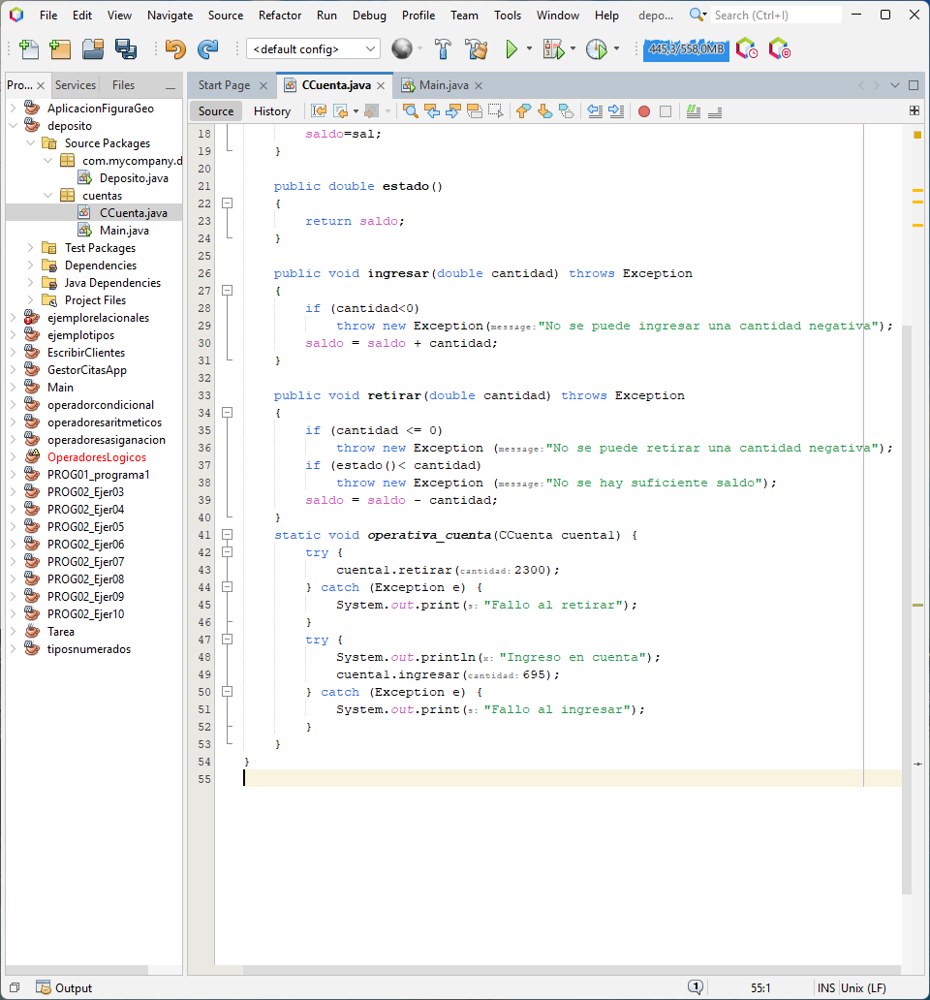 File Edit View Navigate Source Refactor Run Debug Profile Team Tools Window Help depo... Search (Ctrl+I)
<default config> 445,3/558,0MB
Pro... Services Files
Start Page CCuenta.java Main.java
Source History
AplicacionFiguraGeo
deposito
Source Packages
com.mycompany.d
Deposito.java
cuentas
CCuenta.java
Main.java
Test Packages
Dependencies
Java Dependencies
Project Files
ejemplorelacionales
ejemplotipos
EscribirClientes
GestorCitasApp
Main
operadorcondicional
operadoresaritmeticos
operadoresasiganacion
OperadoresLogicos
PROG01_programa1
PROG02_Ejer03
PROG02_Ejer04
PROG02_Ejer05
PROG02_Ejer06
PROG02_Ejer07
PROG02_Ejer08
PROG02_Ejer09
PROG02_Ejer10
Tarea
tiposnumerados
18 saldo=sal;
19 }
20
21 public double estado()
22 {
23 return saldo;
24 }
25
26 public void ingresar(double cantidad) throws Exception
27 {
28 if (cantidad<0)
29 throw new Exception(message:"No se puede ingresar una cantidad negativa");
30 saldo = saldo + cantidad;
31 }
32
33 public void retirar(double cantidad) throws Exception
34 {
35 if (cantidad <= 0)
36 throw new Exception (message:"No se puede retirar una cantidad negativa");
37 if (estado()< cantidad)
38 throw new Exception (message:"No se hay suficiente saldo");
39 saldo = saldo - cantidad;
40 }
41 static void operativa_cuenta(CCuenta cuental) {
42 try {
43 cuental.retirar(cantidad: 2300);
44 } catch (Exception e) {
45 System.out.print(s: "Fallo al retirar");
46 }
47 try {
48 System.out.println(x: "Ingreso en cuenta");
49 cuental.ingresar(cantidad: 695);
50 } catch (Exception e) {
51 System.out.print(s: "Fallo al ingresar");
52 }
53 }
54 }
55
Output 1 55:1 INS Unix (LF)